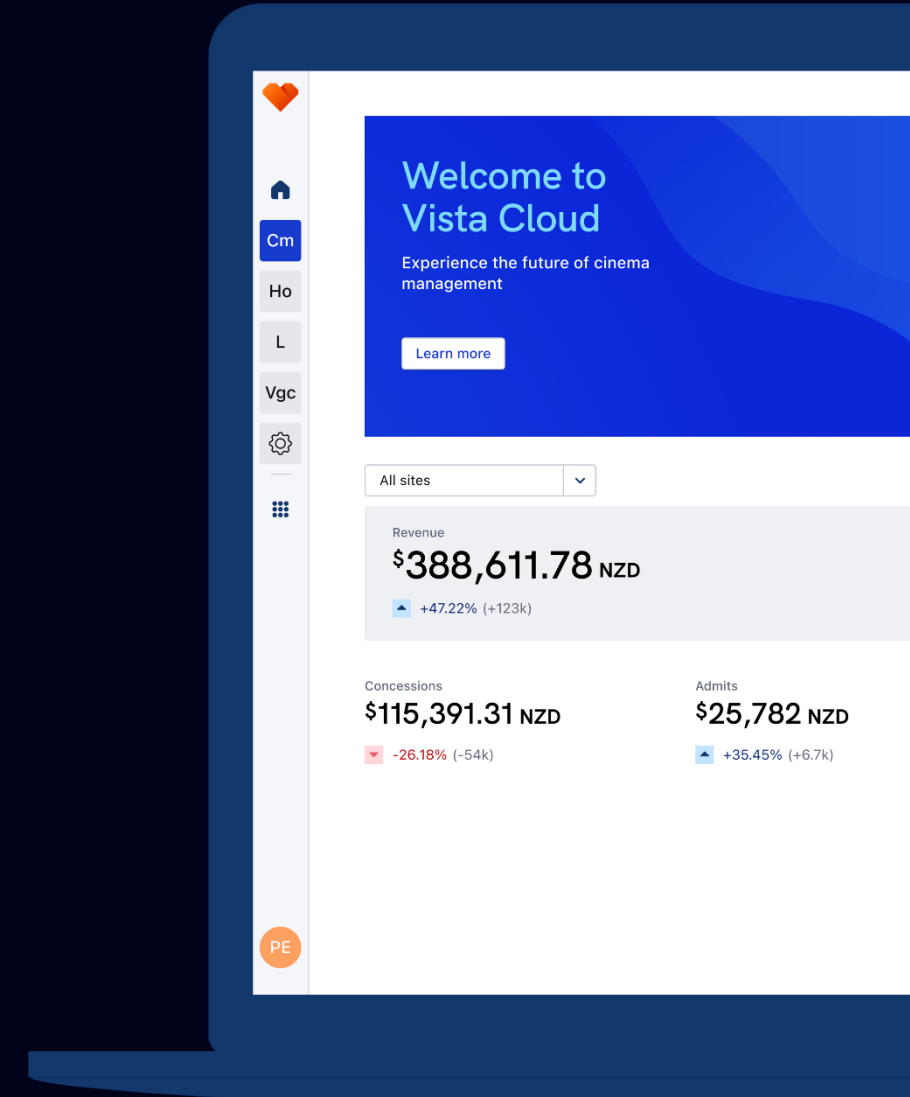 Welcome to
Vista Cloud
Experience the future of cinema
management
Learn more
Cm
Ho
L
Vgc
All sites
Revenue
$388,611.78 NZD
+47.22% (+123k)
Concessions
$115,391.31 NZD
-26.18% (-54k)
Admits
$25,782 NZD
+35.45% (+6.7k)
PE